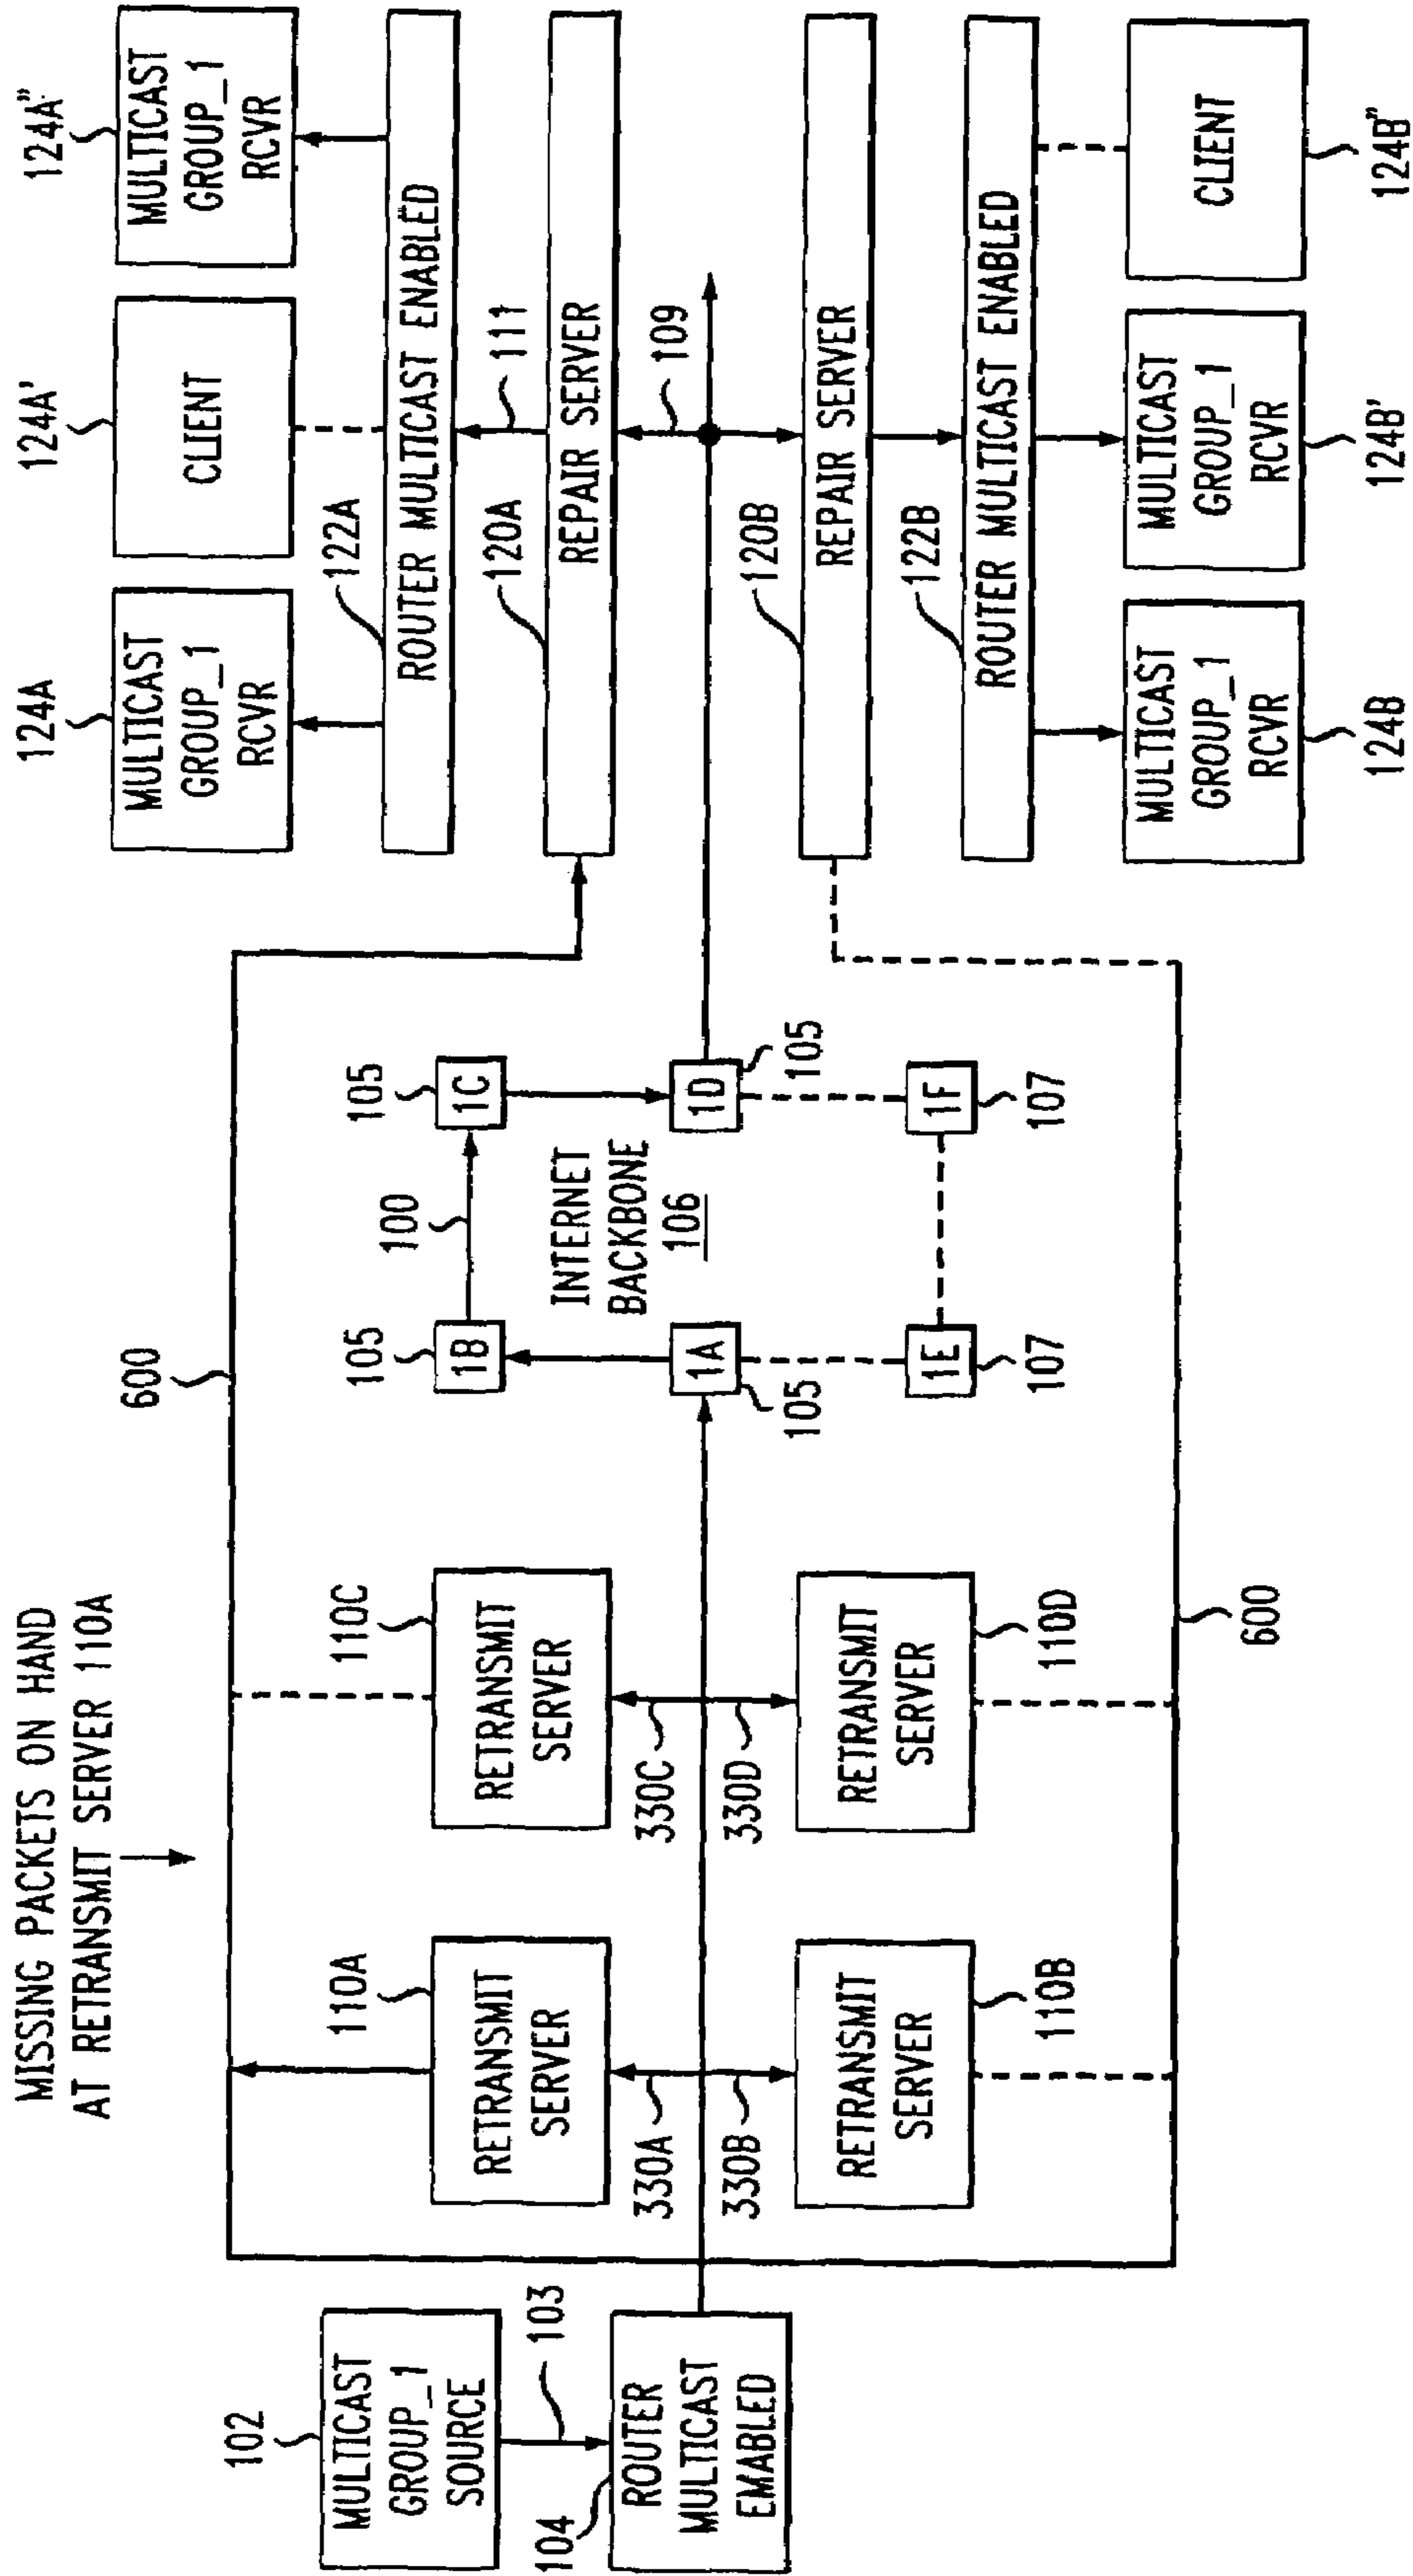 MISSING PACKETS ON HAND
AT RETRANSMIT SERVER 110A
102
MULTICAST
GROUP_1
SOURCE
103
104
ROUTER
MULTICAST
EMABLED
600
110A
RETRANSMIT
SERVER
330A
330B
RETRANSMIT
SERVER
110B
110C
RETRANSMIT
SERVER
330C
330D
RETRANSMIT
SERVER
110D
600
105
1B
100
105
1C
INTERNET
BACKBONE
106
1A
105
1D
105
1E
107
1F
107
124A
MULTICAST
GROUP_1
RCVR
124A'
CLIENT
124A"
MULTICAST
GROUP_1
RCVR
122A
ROUTER MULTICAST ENABLED
111
120A
REPAIR SERVER
109
120B
REPAIR SERVER
122B
ROUTER MULTICAST ENABLED
MULTICAST
GROUP_1
RCVR
124B
MULTICAST
GROUP_1
RCVR
124B'
CLIENT
124B"